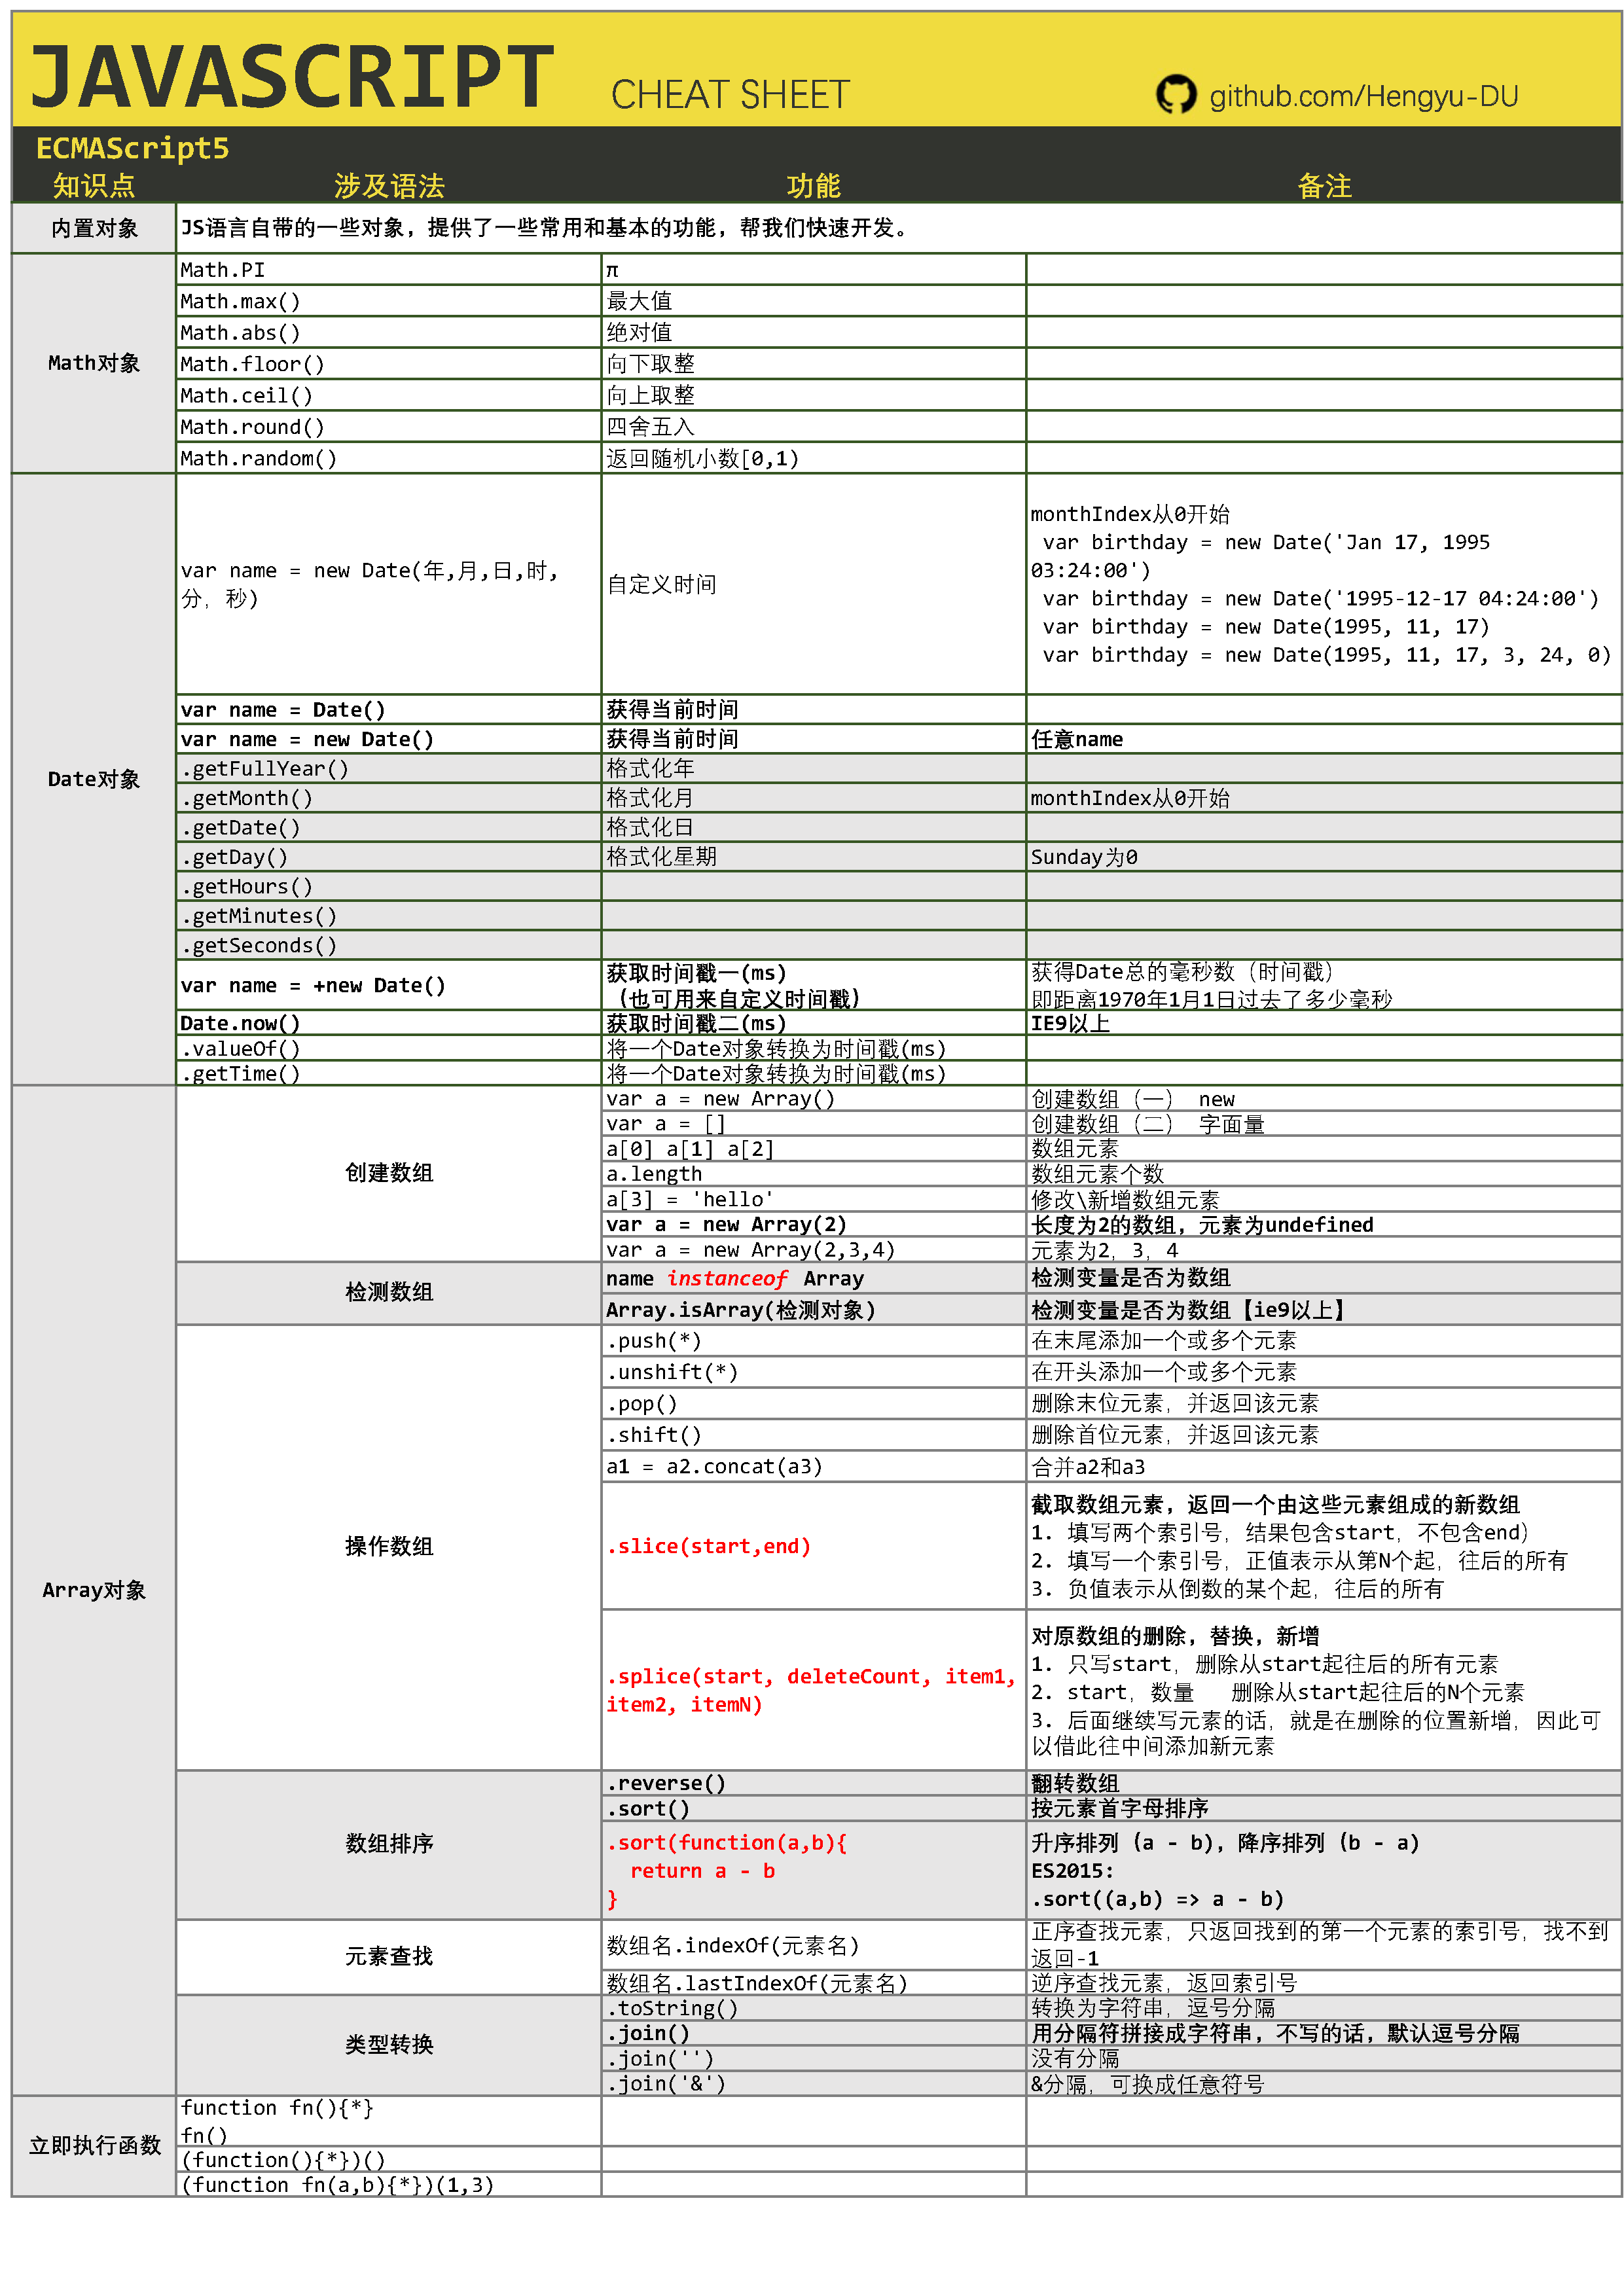 JAVASCRIPT CHEAT SHEET github.com/Hengyu-DU
ECMAScript5
知识点 涉及语法 功能 备注
内置对象 JS语言自带的一些对象，提供了一些常用和基本的功能，帮我们快速开发。
Math对象
Math.PI π
Math.max() 最大值
Math.abs() 绝对值
Math.floor() 向下取整
Math.ceil() 向上取整
Math.round() 四舍五入
Math.random() 返回随机小数[0,1)
Date对象
var name = new Date(年,月,日,时,
分，秒)
自定义时间
monthIndex从0开始
var birthday = new Date('Jan 17, 1995
03:24:00')
var birthday = new Date('1995-12-17 04:24:00')
var birthday = new Date(1995, 11, 17)
var birthday = new Date(1995, 11, 17, 3, 24, 0)
var name = Date() 获得当前时间
var name = new Date() 获得当前时间 任意name
.getFullYear() 格式化年
.getMonth() 格式化月 monthIndex从0开始
.getDate() 格式化日
.getDay() 格式化星期 Sunday为0
.getHours()
.getMinutes()
.getSeconds()
var name = +new Date()
获取时间戳一(ms)
（也可用来自定义时间戳）
获得Date总的毫秒数（时间戳）
即距离1970年1月1日过去了多少毫秒
Date.now() 获取时间戳二(ms) IE9以上
.valueOf() 将一个Date对象转换为时间戳(ms)
.getTime() 将一个Date对象转换为时间戳(ms)
Array对象
创建数组
var a = new Array() 创建数组（一） new
var a = [] 创建数组（二） 字面量
a[0] a[1] a[2] 数组元素
a.length 数组元素个数
a[3] = 'hello' 修改\新增数组元素
var a = new Array(2) 长度为2的数组，元素为undefined
var a = new Array(2,3,4) 元素为2，3，4
检测数组
name instanceof Array 检测变量是否为数组
Array.isArray(检测对象) 检测变量是否为数组【ie9以上】
操作数组
.push(*) 在末尾添加一个或多个元素
.unshift(*) 在开头添加一个或多个元素
.pop() 删除末位元素，并返回该元素
.shift() 删除首位元素，并返回该元素
a1 = a2.concat(a3) 合并a2和a3
.slice(start,end)
截取数组元素，返回一个由这些元素组成的新数组
1. 填写两个索引号，结果包含start，不包含end）
2. 填写一个索引号，正值表示从第N个起，往后的所有
3. 负值表示从倒数的某个起，往后的所有
.splice(start, deleteCount, item1,
item2, itemN)
对原数组的删除，替换，新增
1. 只写start，删除从start起往后的所有元素
2. start，数量 删除从start起往后的N个元素
3. 后面继续写元素的话，就是在删除的位置新增，因此可
以借此往中间添加新元素
数组排序
.reverse() 翻转数组
.sort() 按元素首字母排序
.sort(function(a,b){
return a - b
}
升序排列（a - b)，降序排列（b - a)
ES2015:
.sort((a,b) => a - b)
元素查找
数组名.indexOf(元素名)
正序查找元素，只返回找到的第一个元素的索引号，找不到
返回-1
数组名.lastIndexOf(元素名) 逆序查找元素，返回索引号
类型转换
.toString() 转换为字符串，逗号分隔
.join() 用分隔符拼接成字符串，不写的话，默认逗号分隔
.join('') 没有分隔
.join('&') &分隔，可换成任意符号
立即执行函数
function fn(){*}
fn()
(function(){*})()
(function fn(a,b){*})(1,3)